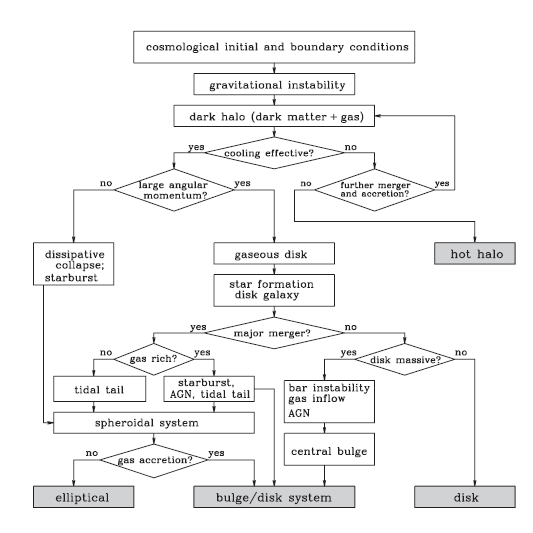 cosmological initial and boundary conditions
gravitational instability
dark halo (dark matter + gas)
yes
cooling effective?
no
no
large angular
momentum?
yes
no
further merger
and accretion?
yes
dissipative
collapse;
starburst
gaseous disk
hot halo
star formation
disk galaxy
yes
major merger?
no
no
gas rich?
yes
yes
disk massive?
no
tidal tail
starburst,
AGN, tidal tail
bar instability
gas inflow
AGN
spheroidal system
central bulge
no
gas accretion?
yes
elliptical
bulge/disk system
disk